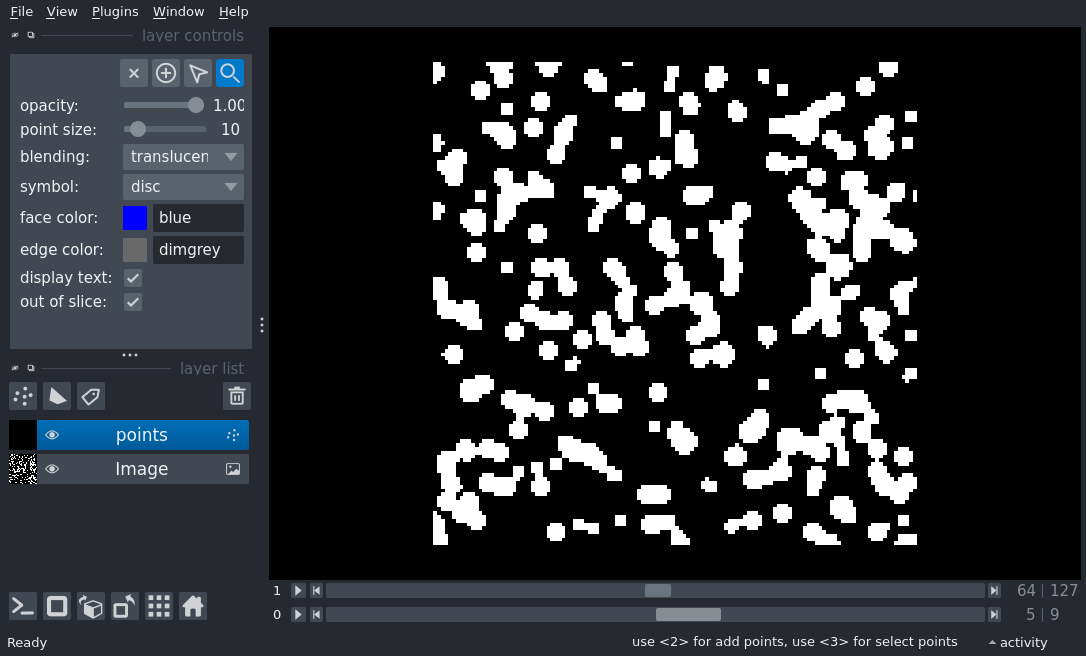 File View Plugins Window Help
layer controls
opacity: 1.00
point size: 10
blending: translucen
symbol: disc
face color: blue
edge color: dimgrey
display text:
out of slice:
layer list
points
Image
1 64 | 127
0 5 | 9
Ready use <2> for add points, use <3> for select points activity